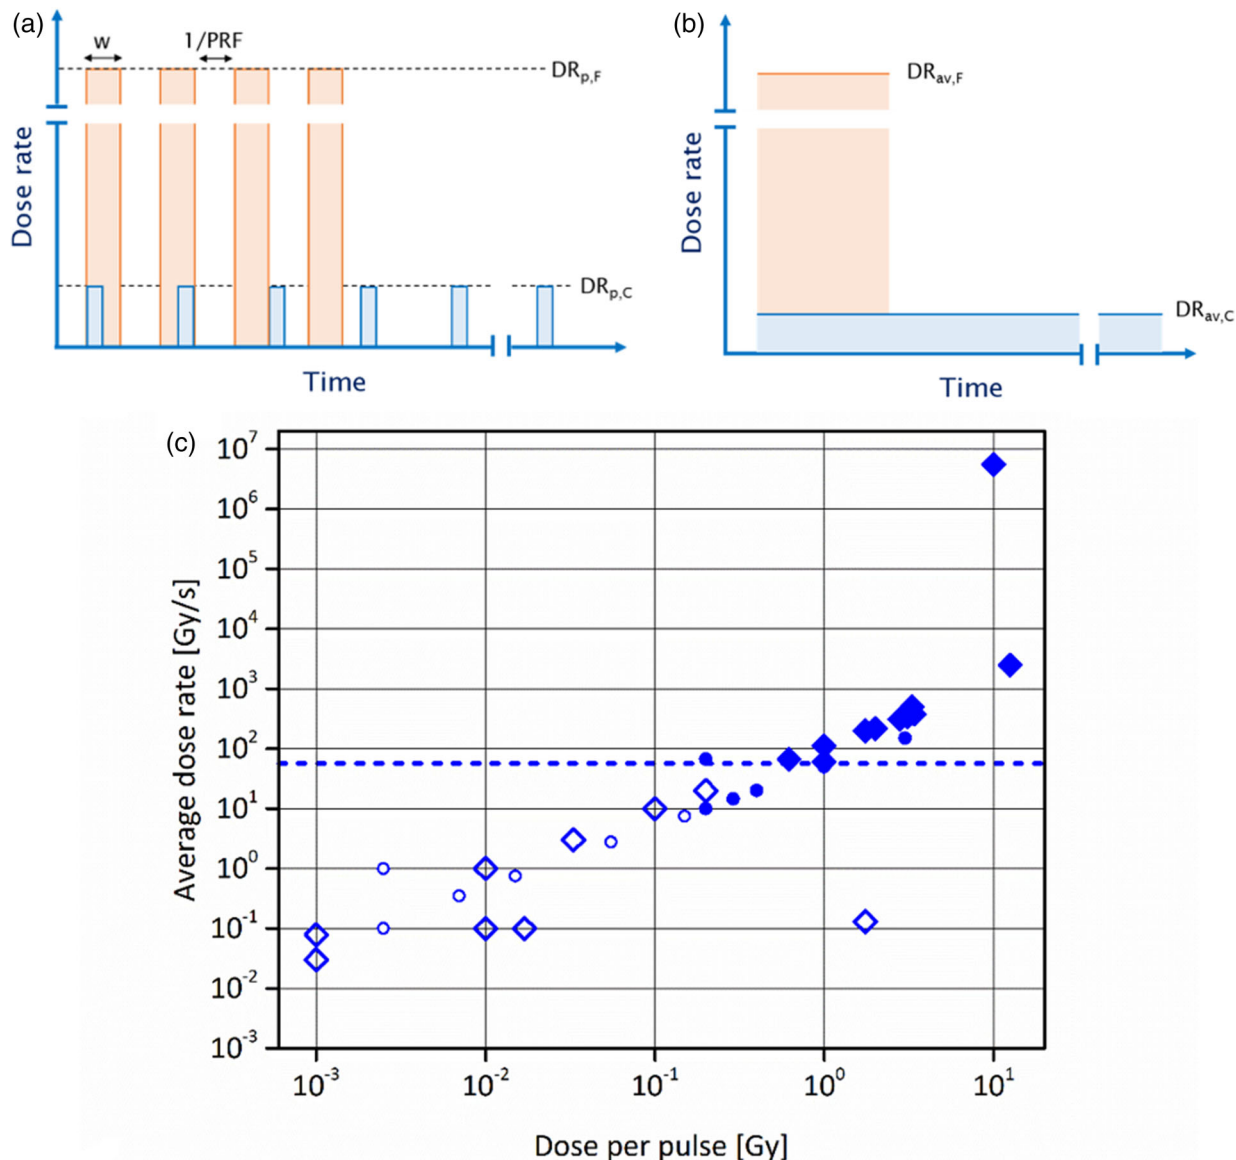 (a)
w
1/PRF
DRp,F
Dose rate
DRp,C
Time
(b)
DRav,F
Dose rate
DRav,C
Time
(c)
10^7
10^6
10^5
10^4
10^3
10^2
10^1
10^0
10^-1
10^-2
10^-3
Average dose rate [Gy/s]
10^-3 10^-2 10^-1 10^0 10^1
Dose per pulse [Gy]